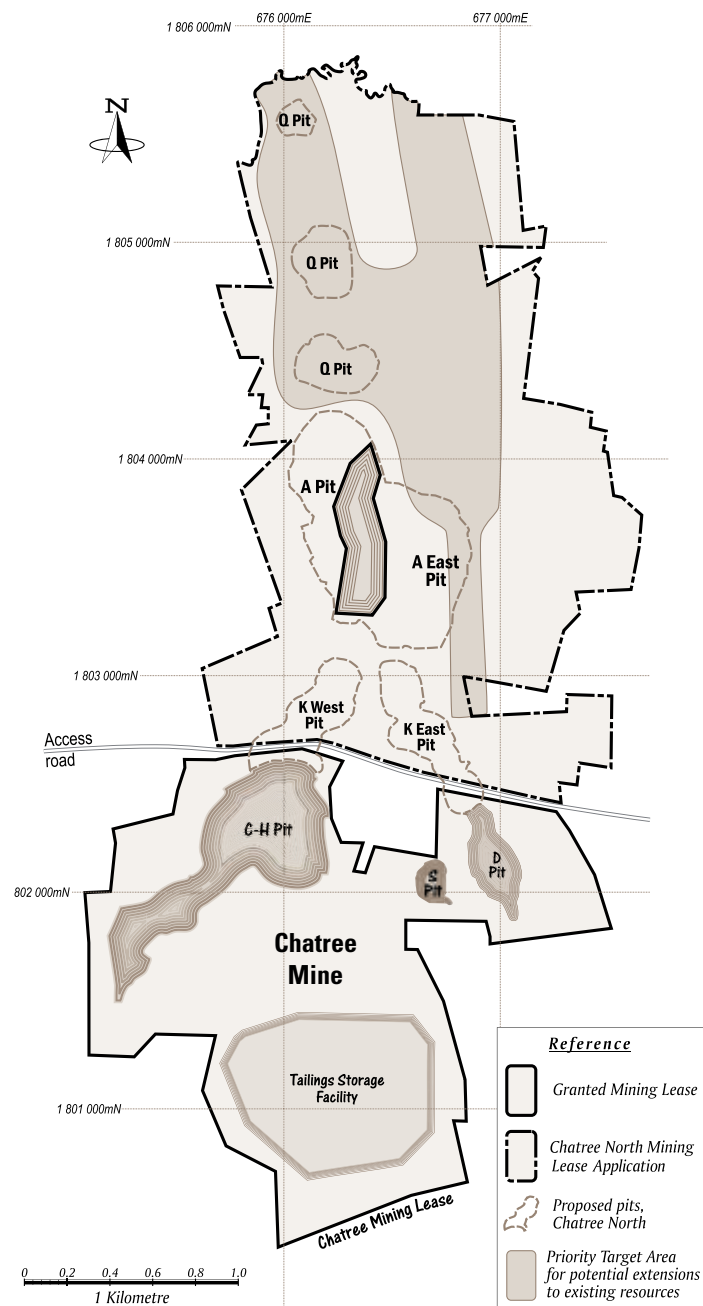 676 000mE
677 000mE
1 806 000mN
N
Q Pit
1 805 000mN
Q Pit
Q Pit
1 804 000mN
A Pit
A East
Pit
1 803 000mN
K West
Pit
K East
Pit
Access
road
C-H Pit
D
Pit
S
Pit
802 000mN
Chatree
Mine
Tailings Storage
Facility
1 801 000mN
Chatree Mining Lease
Reference
Granted Mining Lease
Chatree North Mining
Lease Application
Proposed pits,
Chatree North
Priority Target Area
for potential extensions
to existing resources
0 0.2 0.4 0.6 0.8 1.0
1 Kilometre